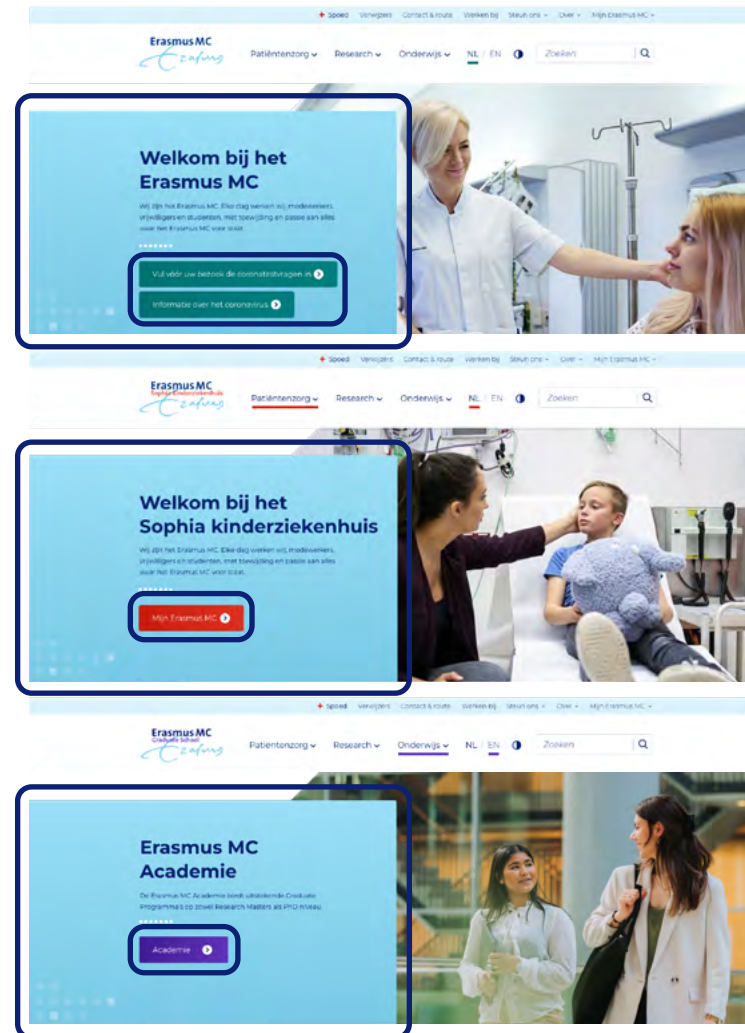 + Spoed Verwijzers Contact & route Werken bij Steun ons Over Mijn Erasmus MC
Erasmus MC
Patiëntenzorg Research Onderwijs NL / EN Zoeken
Welkom bij het
Erasmus MC
Wij zijn het Erasmus MC. Elke dag werken wij, medewerkers,
vrijwilligers en studenten, met toewijding en passie aan alles
waar het Erasmus MC voor staat.
Vul vóór uw bezoek de coronatestvragen in
Informatie over het coronavirus
+ Spoed Verwijzers Contact & route Werken bij Steun ons Over Mijn Erasmus MC
Erasmus MC
Sophia Kinderziekenhuis
Patiëntenzorg Research Onderwijs NL / EN Zoeken
Welkom bij het
Sophia kinderziekenhuis
Wij zijn het Erasmus MC. Elke dag werken wij, medewerkers,
vrijwilligers en studenten, met toewijding en passie aan alles
waar het Erasmus MC voor staat.
Mijn Erasmus MC
+ Spoed Verwijzers Contact & route Werken bij Steun ons Over Mijn Erasmus MC
Erasmus MC
Graduate School
Patientenzorg Research Onderwijs NL / EN Zoeken
Erasmus MC
Academie
De Erasmus MC Academie biedt uitstekende Graduate
Programma's op zowel Research Masters als PhD niveau.
Academie